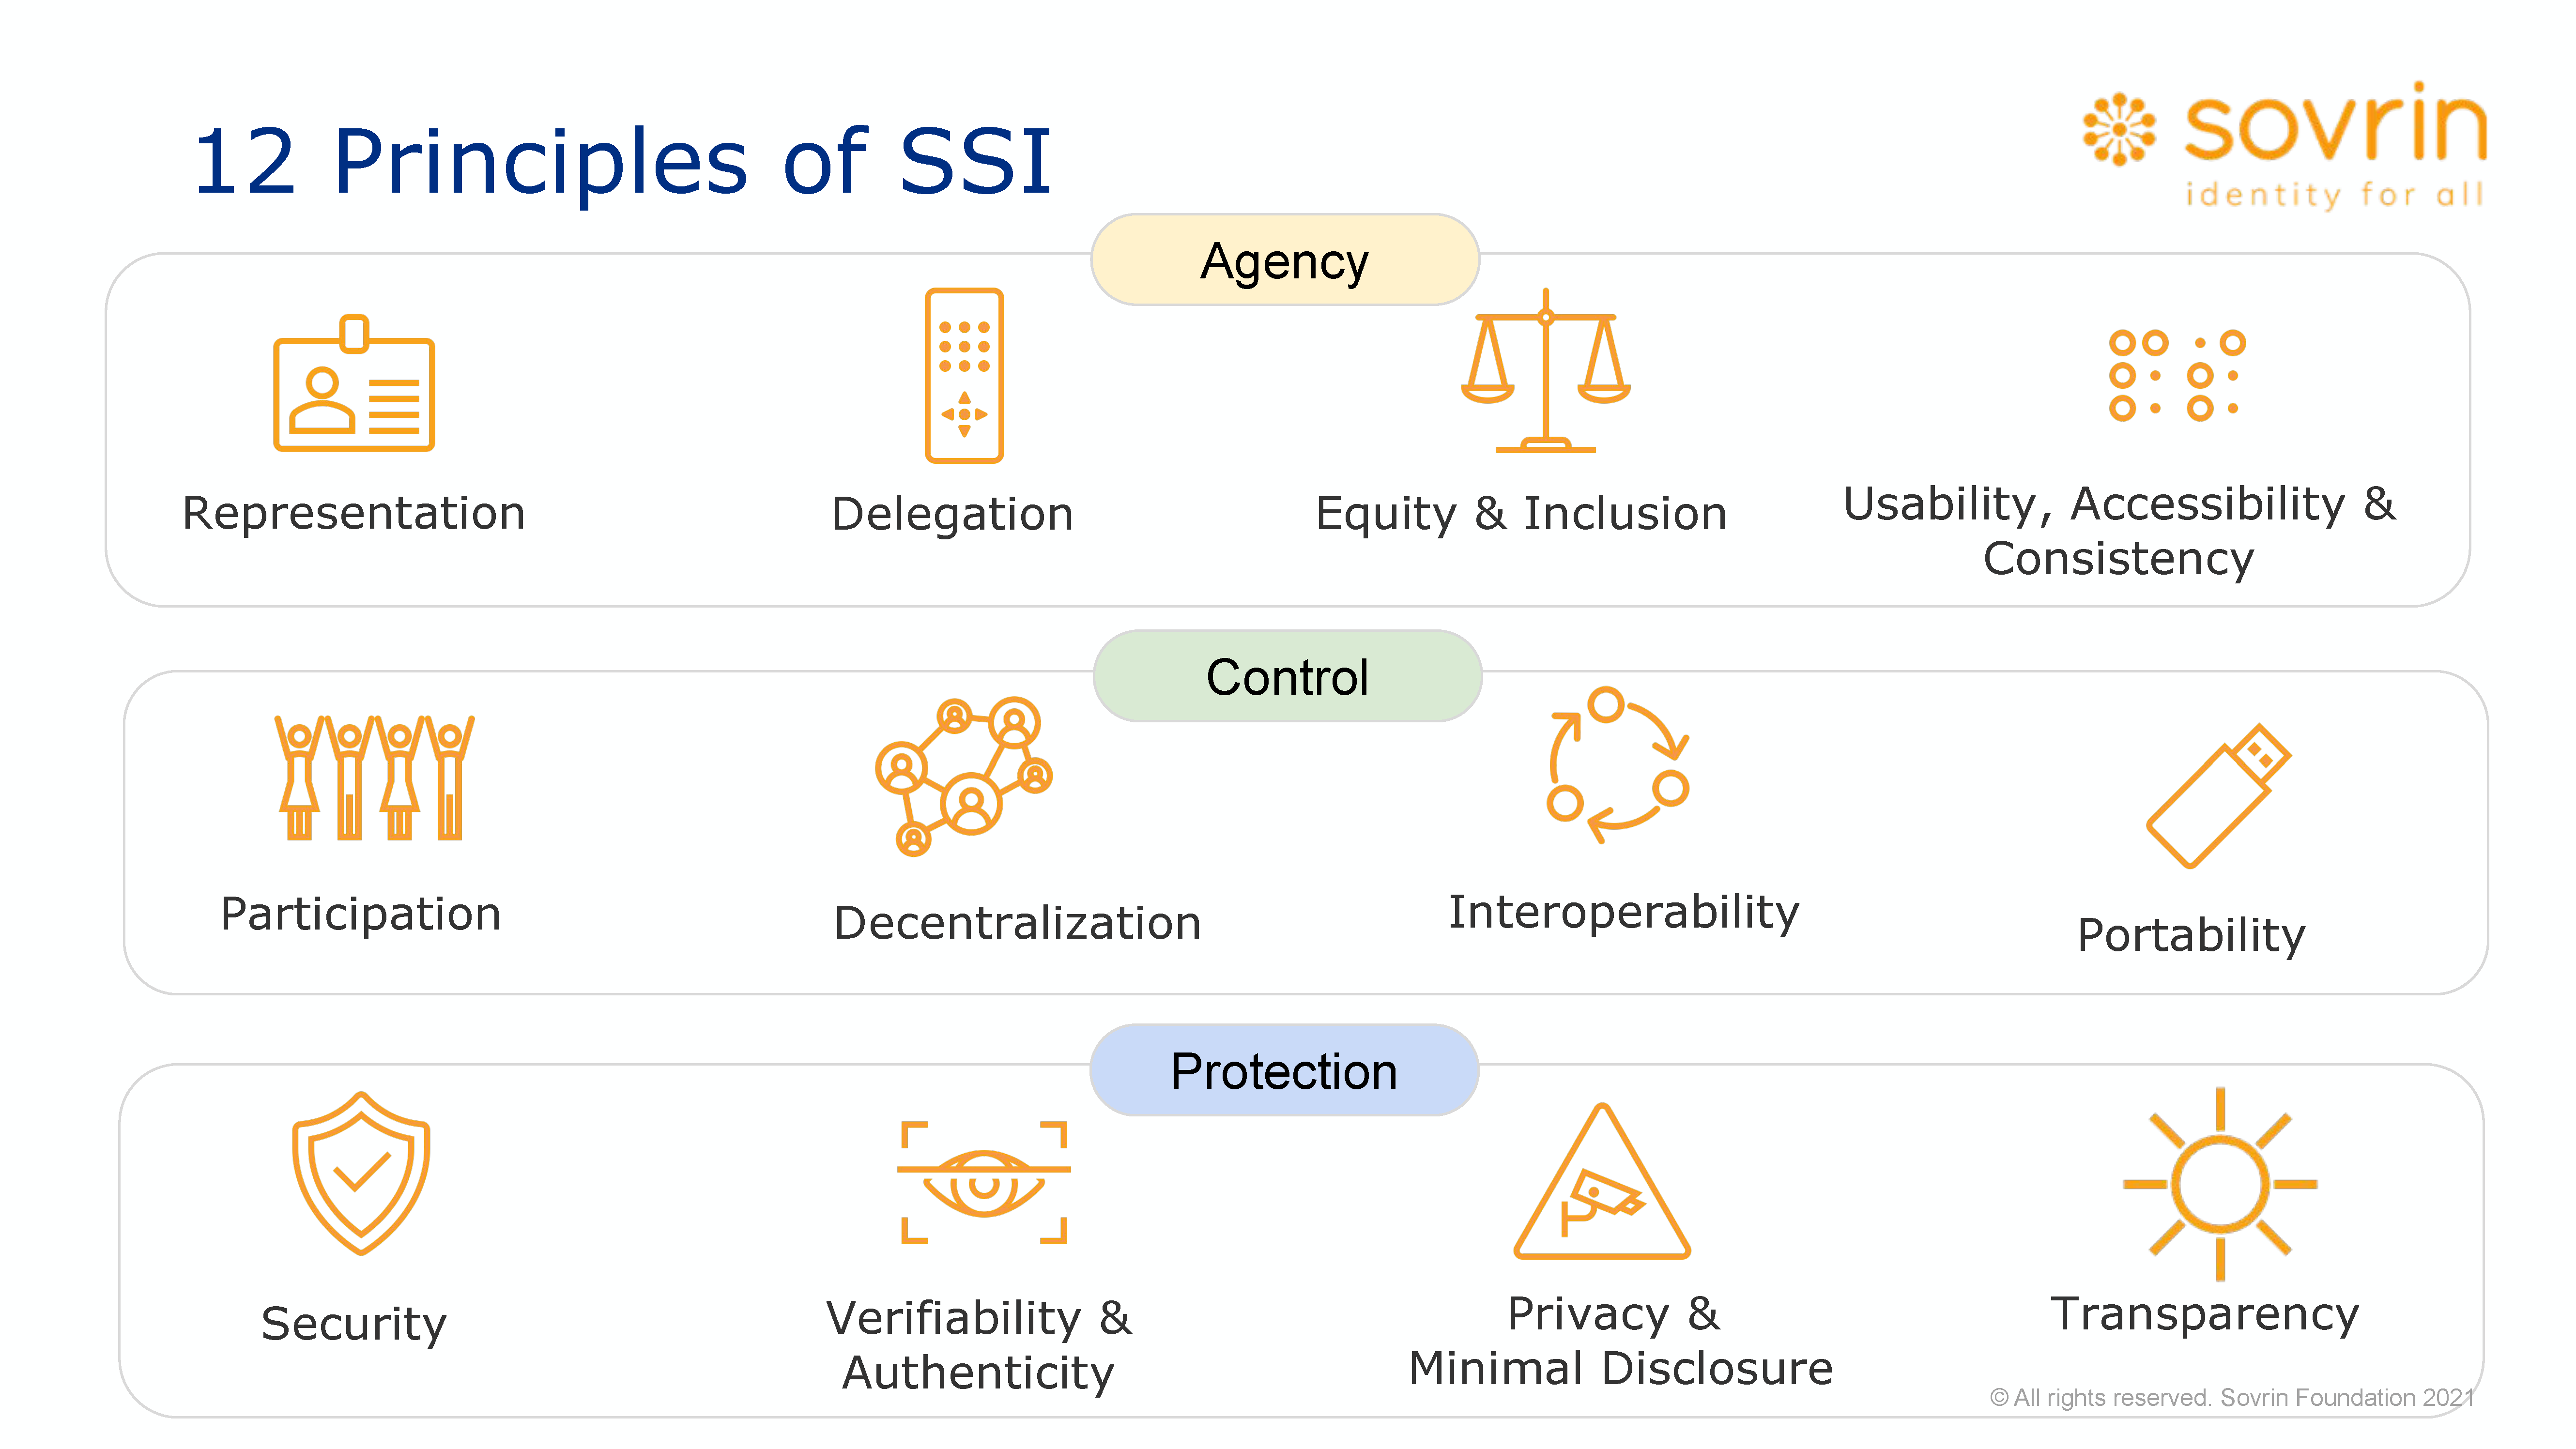 12 Principles of SSI
sovrin
identity for all
Agency
Representation
Delegation
Equity & Inclusion
Usability, Accessibility &
Consistency
Control
Participation
Decentralization
Interoperability
Portability
Protection
Security
Verifiability &
Authenticity
Privacy &
Minimal Disclosure
Transparency
© All rights reserved. Sovrin Foundation 2021